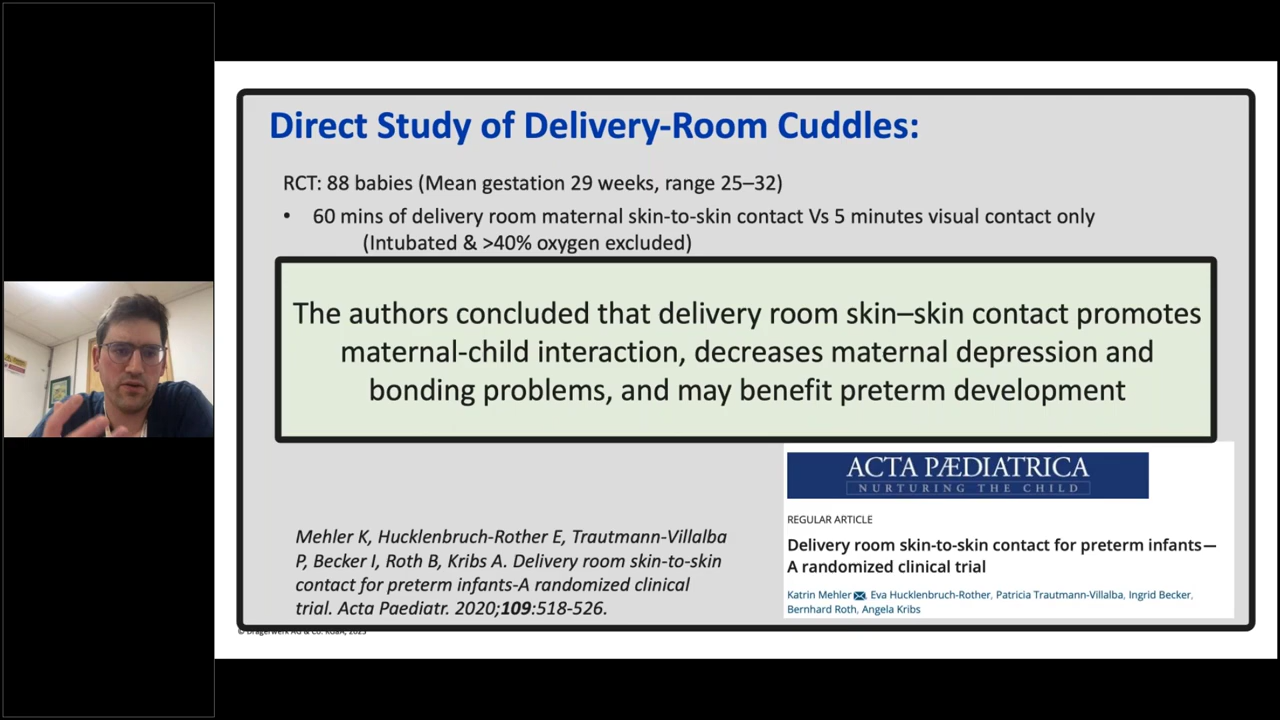 Direct Study of Delivery-Room Cuddles:
RCT: 88 babies (Mean gestation 29 weeks, range 25–32)
• 60 mins of delivery room maternal skin-to-skin contact Vs 5 minutes visual contact only
(Intubated & >40% oxygen excluded)
The authors concluded that delivery room skin–skin contact promotes
maternal-child interaction, decreases maternal depression and
bonding problems, and may benefit preterm development
ACTA PÆDIATRICA
NURTURING THE CHILD
REGULAR ARTICLE
Delivery room skin-to-skin contact for preterm infants—
A randomized clinical trial
Katrin Mehler, Eva Hucklenbruch-Rother, Patricia Trautmann-Villalba, Ingrid Becker,
Bernhard Roth, Angela Kribs
Mehler K, Hucklenbruch-Rother E, Trautmann-Villalba
P, Becker I, Roth B, Kribs A. Delivery room skin-to-skin
contact for preterm infants-A randomized clinical
trial. Acta Paediatr. 2020;109:518-526.
© Drägerwerk AG & Co. KGaA, 2023